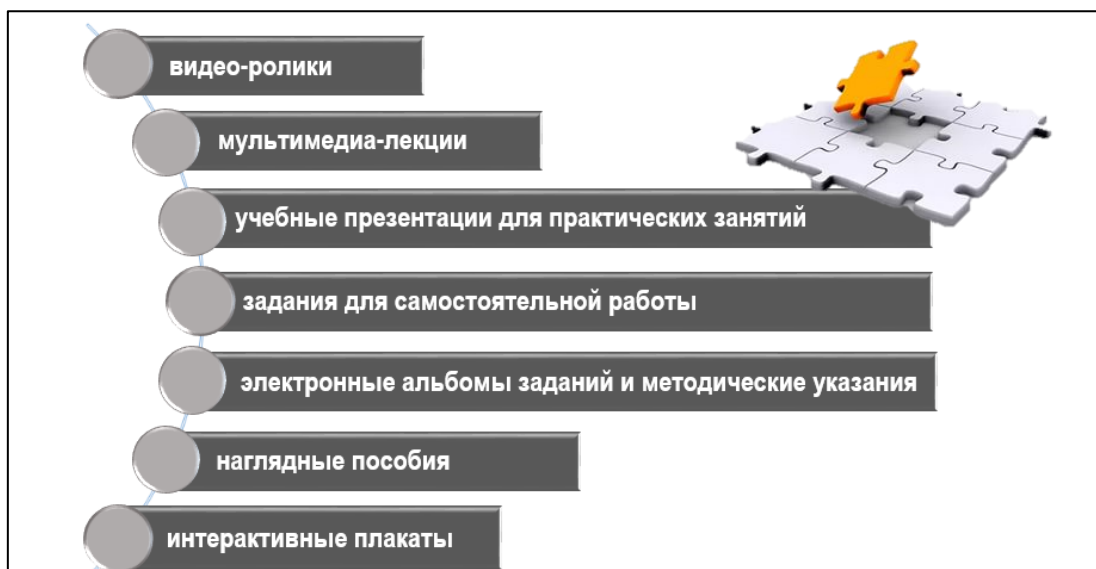 видео-ролики
мультимедиа-лекции
учебные презентации для практических занятий
задания для самостоятельной работы
электронные альбомы заданий и методические указания
наглядные пособия
интерактивные плакаты